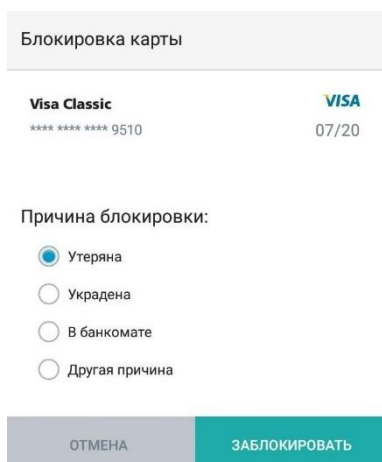 Блокировка карты
Visa Classic VISA
**** **** **** 9510 07/20
Причина блокировки:
Утеряна
Украдена
В банкомате
Другая причина
ОТМЕНА ЗАБЛОКИРОВАТЬ